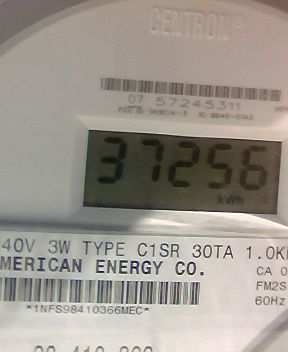 CENTRON®
07 57245311
37256
kWh
40V 3W TYPE C1SR 30TA 1.0K
MERICAN ENERGY CO.
CA 0
FM2S
60Hz
*1NFS98410366MEC*